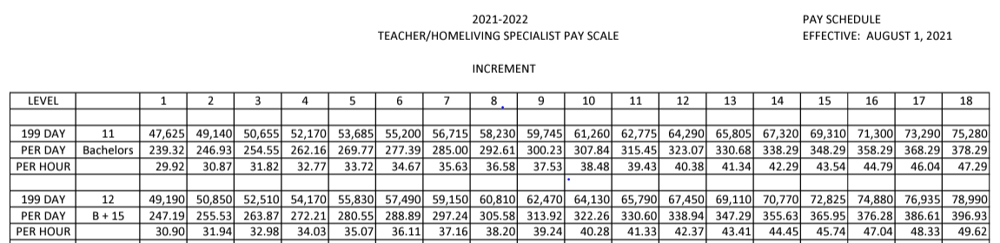 2021-2022 PAY SCHEDULE
TEACHER/HOMELIVING SPECIALIST PAY SCALE EFFECTIVE: AUGUST 1, 2021
INCREMENT
LEVEL 1 2 3 4 5 6 7 8 9 10 11 12 13 14 15 16 17 18
199 DAY 11 47,625 49,140 50,655 52,170 53,685 55,200 56,715 58,230 59,745 61,260 62,775 64,290 65,805 67,320 69,310 71,300 73,290 75,280
PER DAY Bachelors 239.32 246.93 254.55 262.16 269.77 277.39 285.00 292.61 300.23 307.84 315.45 323.07 330.68 338.29 348.29 358.29 368.29 378.29
PER HOUR 29.92 30.87 31.82 32.77 33.72 34.67 35.63 36.58 37.53 38.48 39.43 40.38 41.34 42.29 43.54 44.79 46.04 47.29
199 DAY 12 49,190 50,850 52,510 54,170 55,830 57,490 59,150 60,810 62,470 64,130 65,790 67,450 69,110 70,770 72,825 74,880 76,935 78,990
PER DAY B + 15 247.19 255.53 263.87 272.21 280.55 288.89 297.24 305.58 313.92 322.26 330.60 338.94 347.29 355.63 365.95 376.28 386.61 396.93
PER HOUR 30.90 31.94 32.98 34.03 35.07 36.11 37.16 38.20 39.24 40.28 41.33 42.37 43.41 44.45 45.74 47.04 48.33 49.62